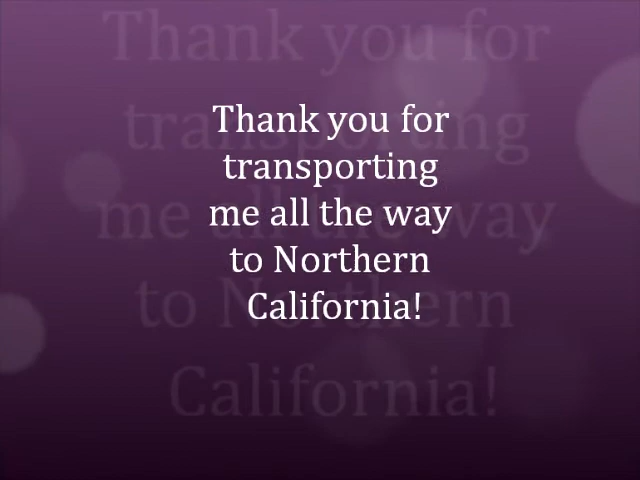 Thank you for
transporting
me all the way
to Northern
California!